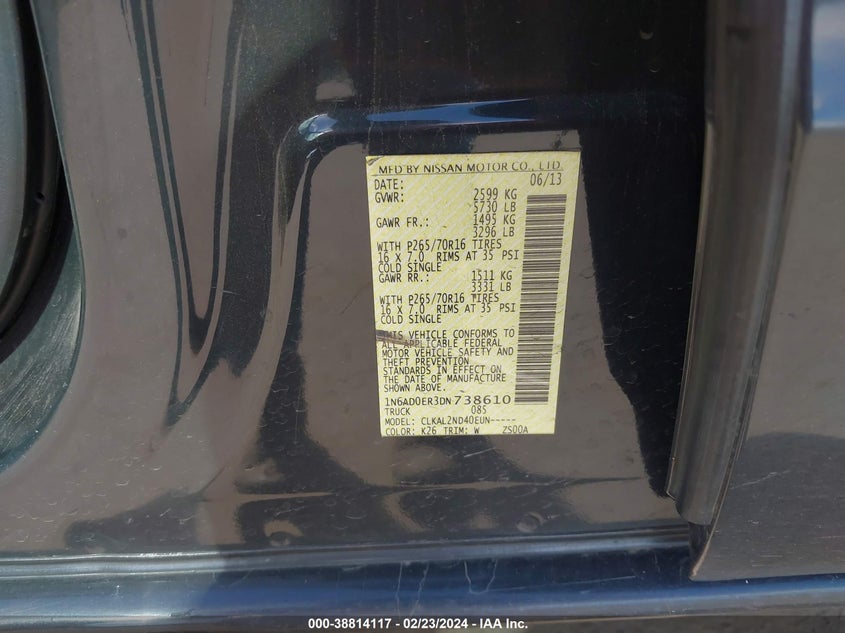 MFD BY NISSAN MOTOR CO., LTD.
DATE: 06/13
GVWR: 2599 KG
5730 LB
GAWR FR.: 1495 KG
3296 LB
WITH P265/70R16 TIRES
16 X 7.0 RIMS AT 35 PSI
COLD SINGLE
GAWR RR.: 1511 KG
3331 LB
WITH P265/70R16 TIRES
16 X 7.0 RIMS AT 35 PSI
COLD SINGLE
THIS VEHICLE CONFORMS TO
ALL APPLICABLE FEDERAL
MOTOR VEHICLE SAFETY AND
THEFT PREVENTION
STANDARDS IN EFFECT ON
THE DATE OF MANUFACTURE
SHOWN ABOVE.
1N6AD0ER3DN738610
TRUCK 08S
MODEL: CLKAL2ND40EUN-----
COLOR: K26 TRIM: W ZS00A
000-38814117 - 02/23/2024 - IAA Inc.